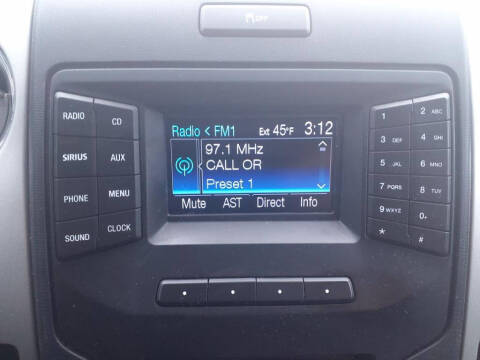 OFF
RADIO
CD
SIRIUS
AUX
PHONE
MENU
SOUND
CLOCK
Radio < FM1 Ext 45°F 3:12
97.1 MHz
CALL OR
Preset 1
Mute AST Direct Info
1 2 ABC
3 DEF 4 GHI
5 JKL 6 MNO
7 PQRS 8 TUV
9 WXYZ 0+
* #